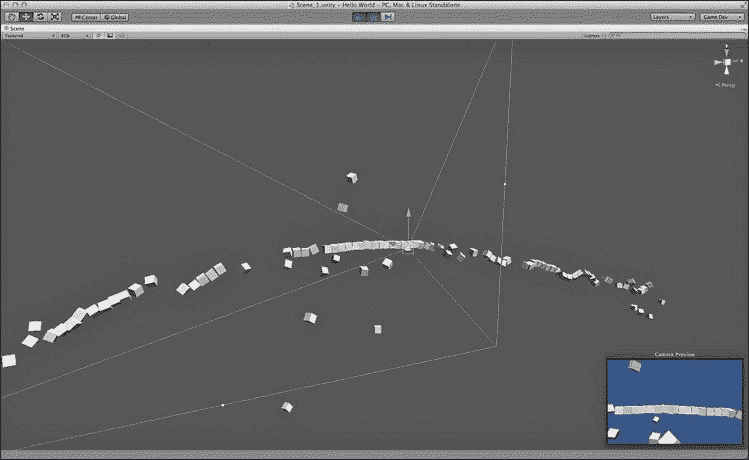 Scene_1.unity – Hello World – PC, Mac & Linux Standalone
Center
Global
Layers
Game Dev
Scene
Textured
RGB
Gizmos
y
x
Persp
Camera Preview